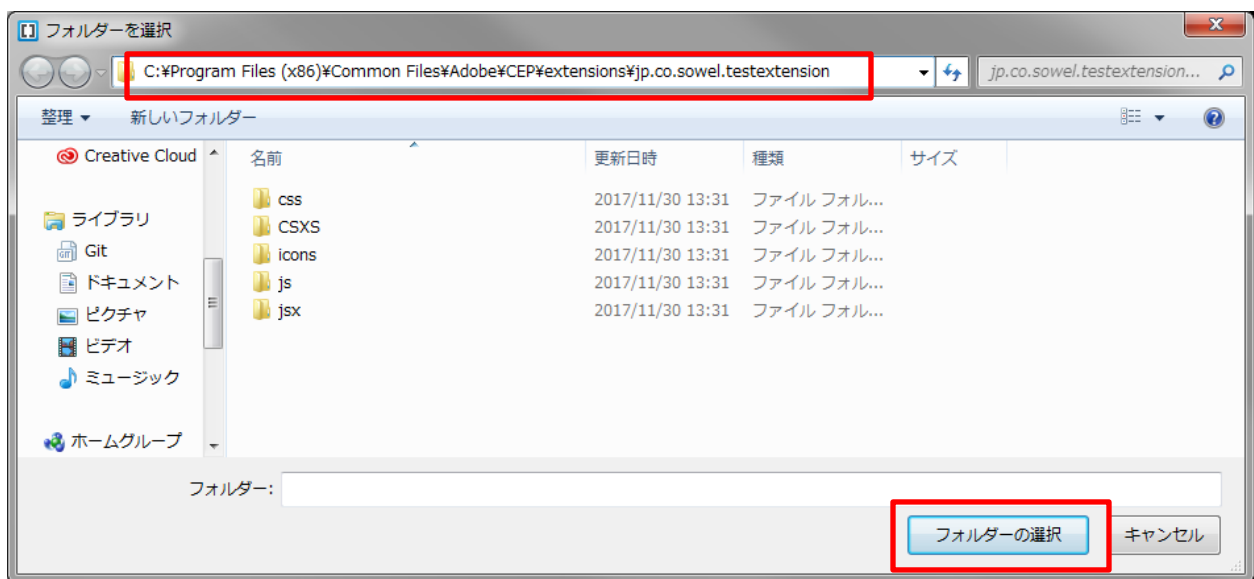 フォルダーを選択
C:¥Program Files (x86)¥Common Files¥Adobe¥CEP¥extensions¥jp.co.sowel.testextension
jp.co.sowel.testextension...
整理 新しいフォルダー
Creative Cloud
ライブラリ
Git
ドキュメント
ピクチャ
ビデオ
ミュージック
ホームグループ
名前 更新日時 種類 サイズ
css 2017/11/30 13:31 ファイル フォル...
CSXS 2017/11/30 13:31 ファイル フォル...
icons 2017/11/30 13:31 ファイル フォル...
js 2017/11/30 13:31 ファイル フォル...
jsx 2017/11/30 13:31 ファイル フォル...
フォルダー:
フォルダーの選択 キャンセル